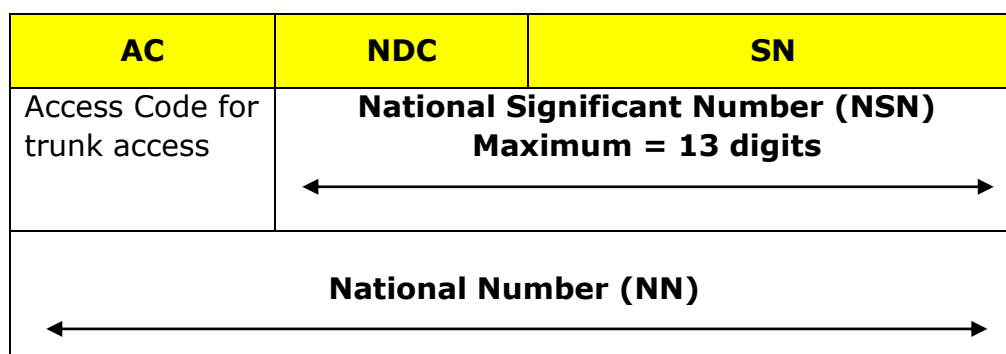 AC NDC SN
Access Code for
trunk access
National Significant Number (NSN)
Maximum = 13 digits
National Number (NN)